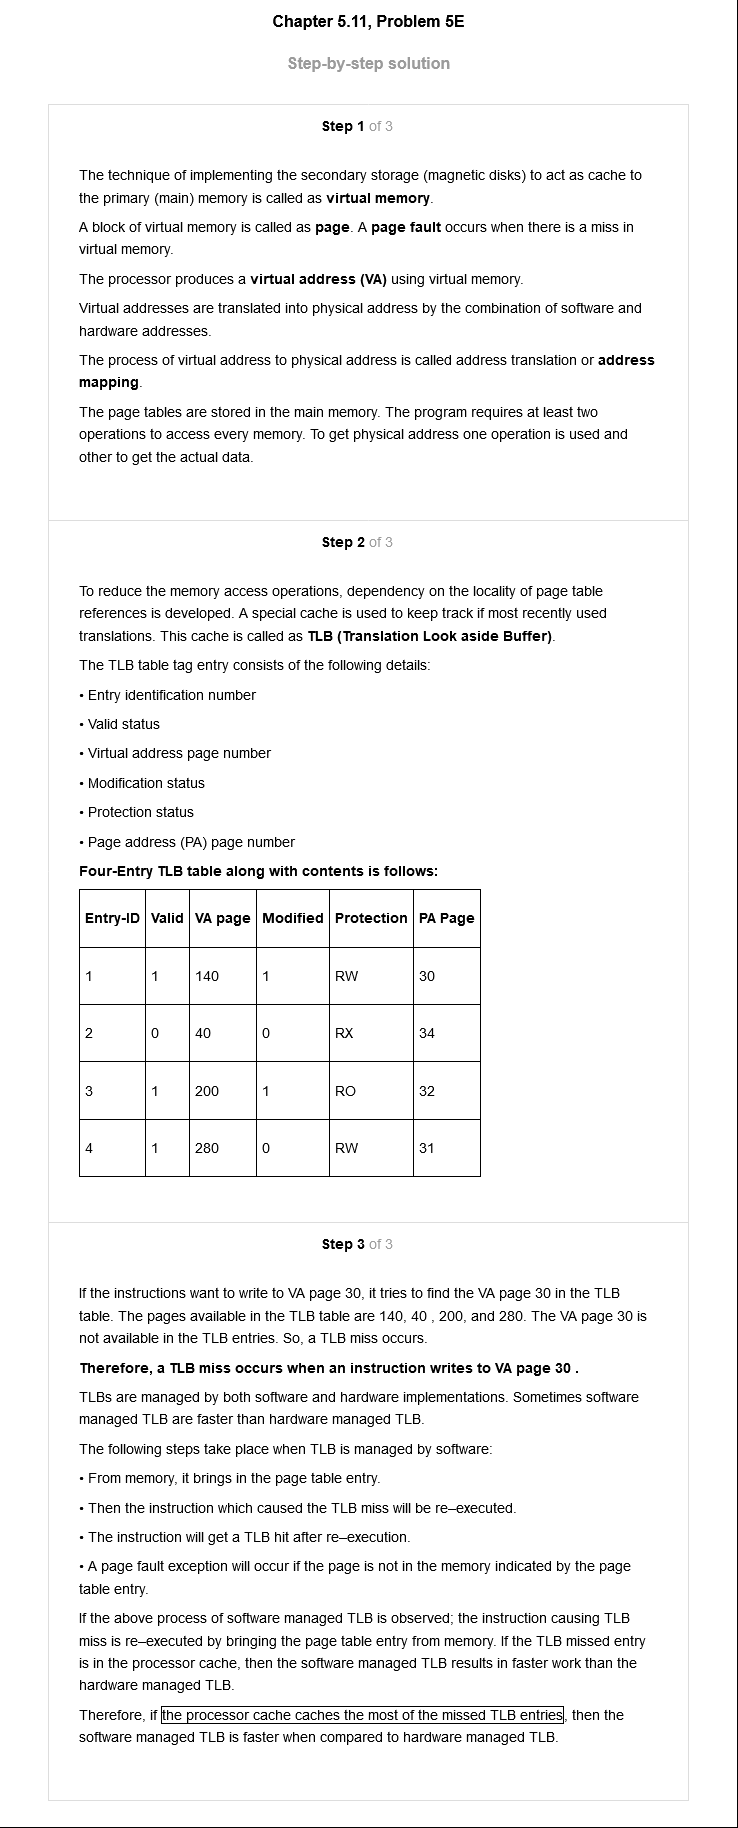 Chapter 5.11, Problem 5E
Step-by-step solution
Step 1 of 3
The technique of implementing the secondary storage (magnetic disks) to act as cache to
the primary (main) memory is called as virtual memory.
A block of virtual memory is called as page. A page fault occurs when there is a miss in
virtual memory.
The processor produces a virtual address (VA) using virtual memory.
Virtual addresses are translated into physical address by the combination of software and
hardware addresses.
The process of virtual address to physical address is called address translation or address
mapping.
The page tables are stored in the main memory. The program requires at least two
operations to access every memory. To get physical address one operation is used and
other to get the actual data.
Step 2 of 3
To reduce the memory access operations, dependency on the locality of page table
references is developed. A special cache is used to keep track if most recently used
translations. This cache is called as TLB (Translation Look aside Buffer).
The TLB table tag entry consists of the following details:
• Entry identification number
• Valid status
• Virtual address page number
• Modification status
• Protection status
• Page address (PA) page number
Four-Entry TLB table along with contents is follows:
Entry-ID Valid VA page Modified Protection PA Page
1 1 140 1 RW 30
2 0 40 0 RX 34
3 1 200 1 RO 32
4 1 280 0 RW 31
Step 3 of 3
If the instructions want to write to VA page 30, it tries to find the VA page 30 in the TLB
table. The pages available in the TLB table are 140, 40 , 200, and 280. The VA page 30 is
not available in the TLB entries. So, a TLB miss occurs.
Therefore, a TLB miss occurs when an instruction writes to VA page 30 .
TLBs are managed by both software and hardware implementations. Sometimes software
managed TLB are faster than hardware managed TLB.
The following steps take place when TLB is managed by software:
• From memory, it brings in the page table entry.
• Then the instruction which caused the TLB miss will be re–executed.
• The instruction will get a TLB hit after re–execution.
• A page fault exception will occur if the page is not in the memory indicated by the page
table entry.
If the above process of software managed TLB is observed; the instruction causing TLB
miss is re–executed by bringing the page table entry from memory. If the TLB missed entry
is in the processor cache, then the software managed TLB results in faster work than the
hardware managed TLB.
Therefore, if the processor cache caches the most of the missed TLB entries, then the
software managed TLB is faster when compared to hardware managed TLB.